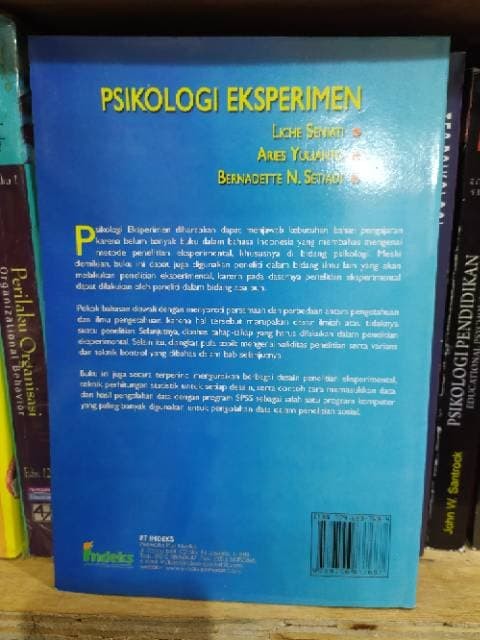 PSIKOLOGI EKSPERIMEN
LICHE SENIATI
ARIES YULIANTO
BERNADETTE N. SETIADI
Psikologi Eksperimen diharapkan dapat menjawab kebutuhan bahan pengajaran
karena belum banyak buku dalam bahasa Indonesia yang membahas mengenai
metode penelitian eksperimental, khususnya di bidang psikologi. Meski
demikian, buku ini dapat juga digunakan peneliti dalam bidang ilmu lain yang akan
melakukan penelitian eksperimental, karena pada dasarnya penelitian eksperimental
dapat dilakukan oleh peneliti dalam bidang apa pun.
Pokok bahasan diawali dengan menyoroti persamaan dan perbedaan antara pengetahuan
dan ilmu pengetahuan, karena hal tersebut merupakan dasar ilmiah atau tidaknya
suatu penelitian. Selanjutnya, diuraikan tahap-tahap yang harus dilakukan dalam penelitian
eksperimental. Selain itu, diangkat pula topik mengenai validitas penelitian serta varians
dan teknik kontrol yang dibahas dalam bab selanjutnya.
Buku ini juga secara terperinci menguraikan berbagai desain penelitian eksperimental,
teknik perhitungan statistik untuk setiap desain, serta contoh cara memasukkan data
dan hasil pengolahan data dengan program SPSS sebagai salah satu program komputer
yang paling banyak digunakan untuk pengolahan data dalam penelitian sosial.
PT INDEKS
indeks
Perilaku Organisasi
Organizational Behavior
Edisi 12
PSIKOLOGI PENDIDIKAN
John W. Santrock